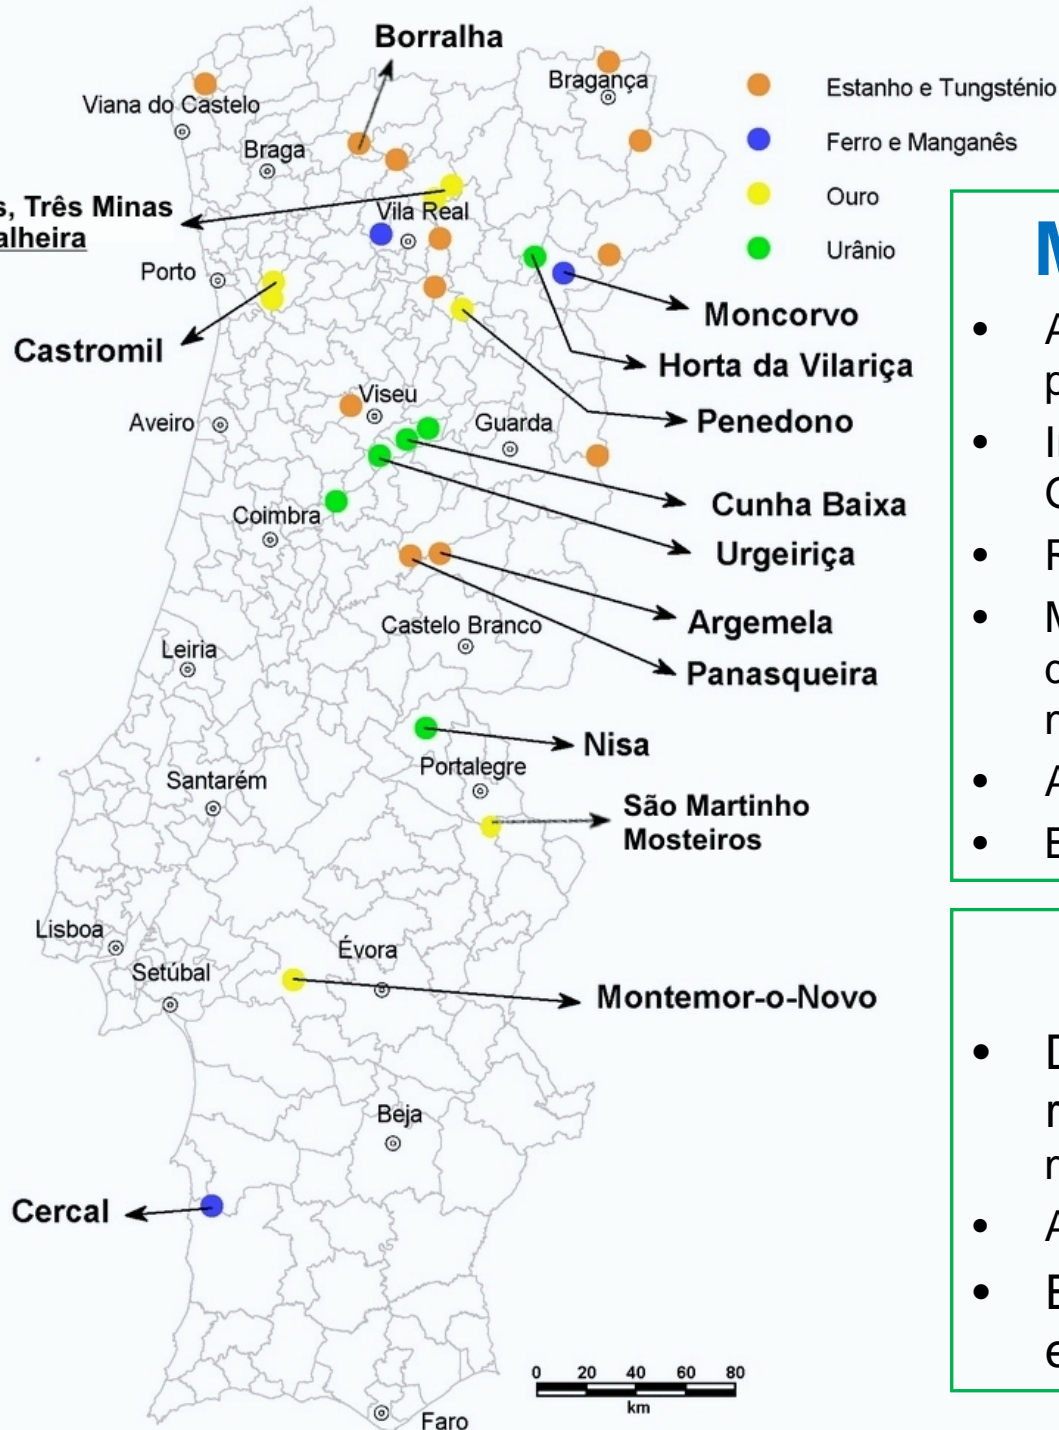 Borralha
Bragança
Estanho e Tungsténio
Viana do Castelo
Ferro e Manganês
Braga
Ouro
s, Três Minas
alheira
Vila Real
Urânio
Porto
Moncorvo
Castromil
Horta da Vilariça
Viseu
Penedono
Aveiro
Guarda
Cunha Baixa
Coimbra
Urgeiriça
Argemela
Castelo Branco
Leiria
Panasqueira
Nisa
Portalegre
Santarém
São Martinho
Mosteiros
Lisboa
Évora
Setúbal
Montemor-o-Novo
Beja
Cercal
0 20 40 60 80
km
Faro